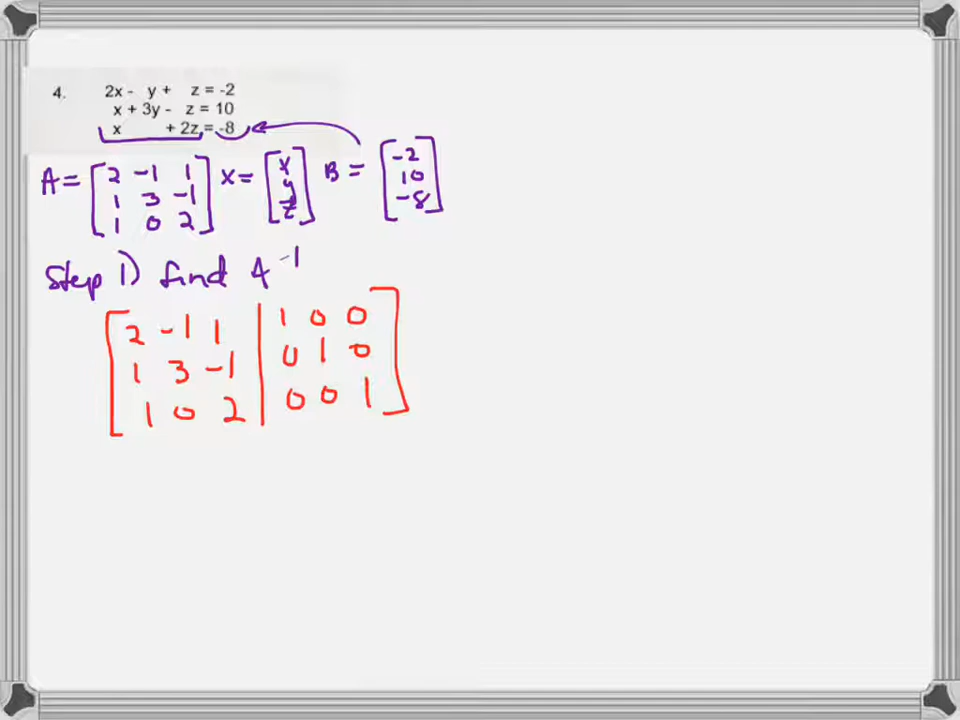 4. 2x - y + z = -2
x + 3y - z = 10
x + 2z = -8
A = [2 -1 1 X = [x B = [-2
1 3 -1 y 10
1 0 2] z] -8]
Step 1) find A⁻¹
[2 -1 1 | 1 0 0
1 3 -1 | 0 1 0
1 0 2 | 0 0 1]